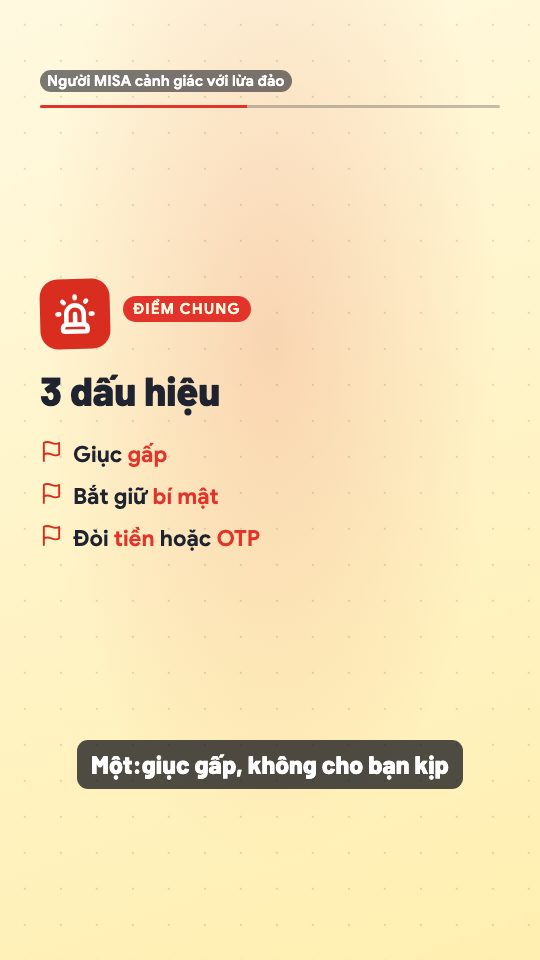 Người MISA cảnh giác với lừa đảo
ĐIỂM CHUNG
3 dấu hiệu
Giục gấp
Bắt giữ bí mật
Đòi tiền hoặc OTP
Một:giục gấp, không cho bạn kịp